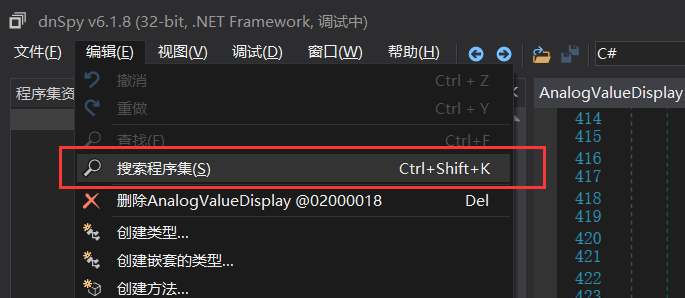 dnSpy v6.1.8 (32-bit, .NET Framework, 调试中)
文件(F) 编辑(E) 视图(V) 调试(D) 窗口(W) 帮助(H) C#
程序集资
撤消 Ctrl + Z
重做 Ctrl + Y
查找(F) Ctrl+F
搜索程序集(S) Ctrl+Shift+K
删除AnalogValueDisplay @02000018 Del
创建类型...
创建嵌套的类型...
创建方法...
AnalogValueDisplay
414
415
416
417
418
419
420
421
422
423